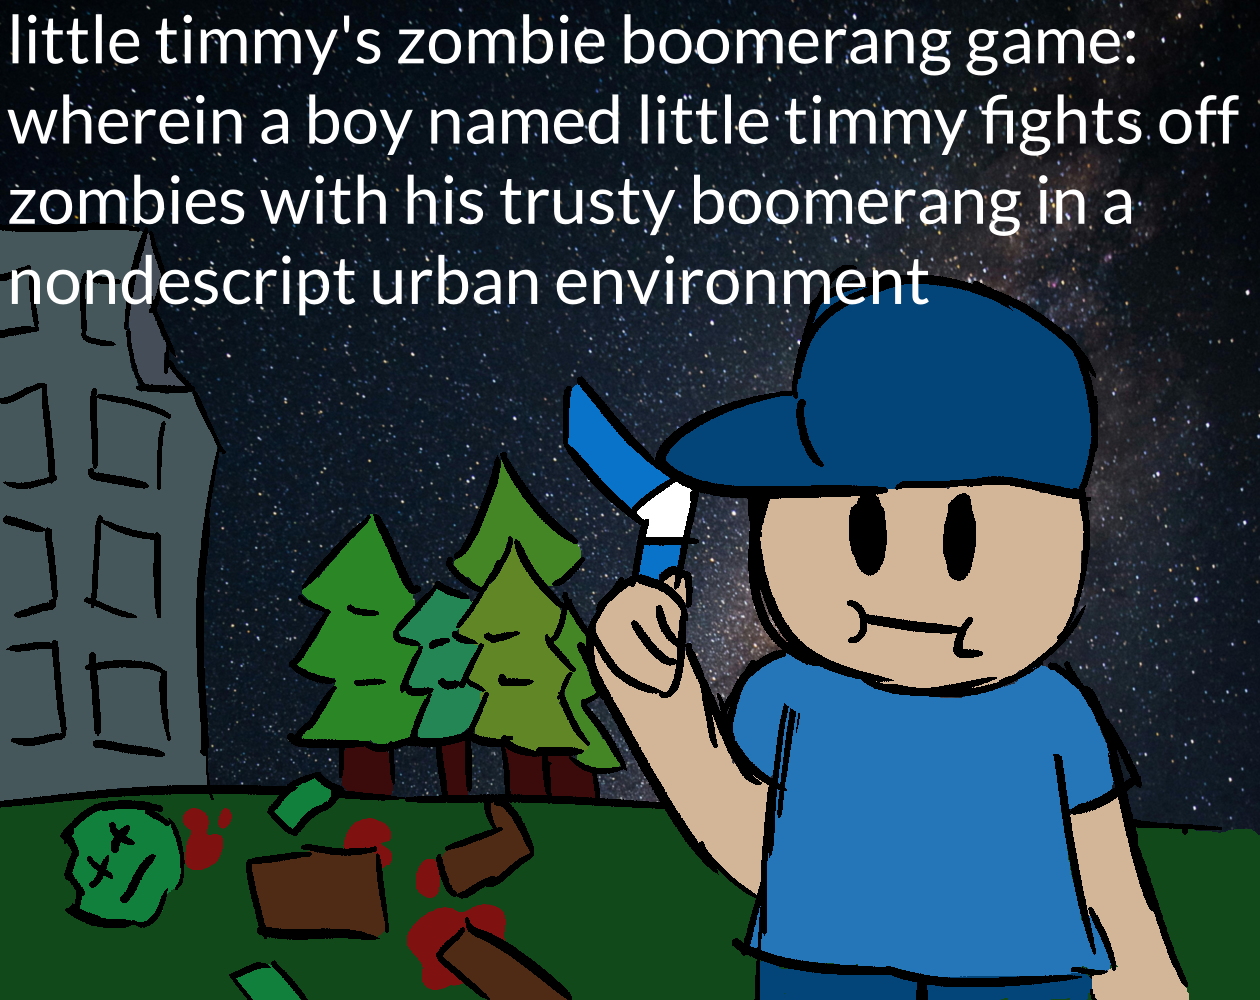 little timmy's zombie boomerang game:
wherein a boy named little timmy fights off
zombies with his trusty boomerang in a
nondescript urban environment